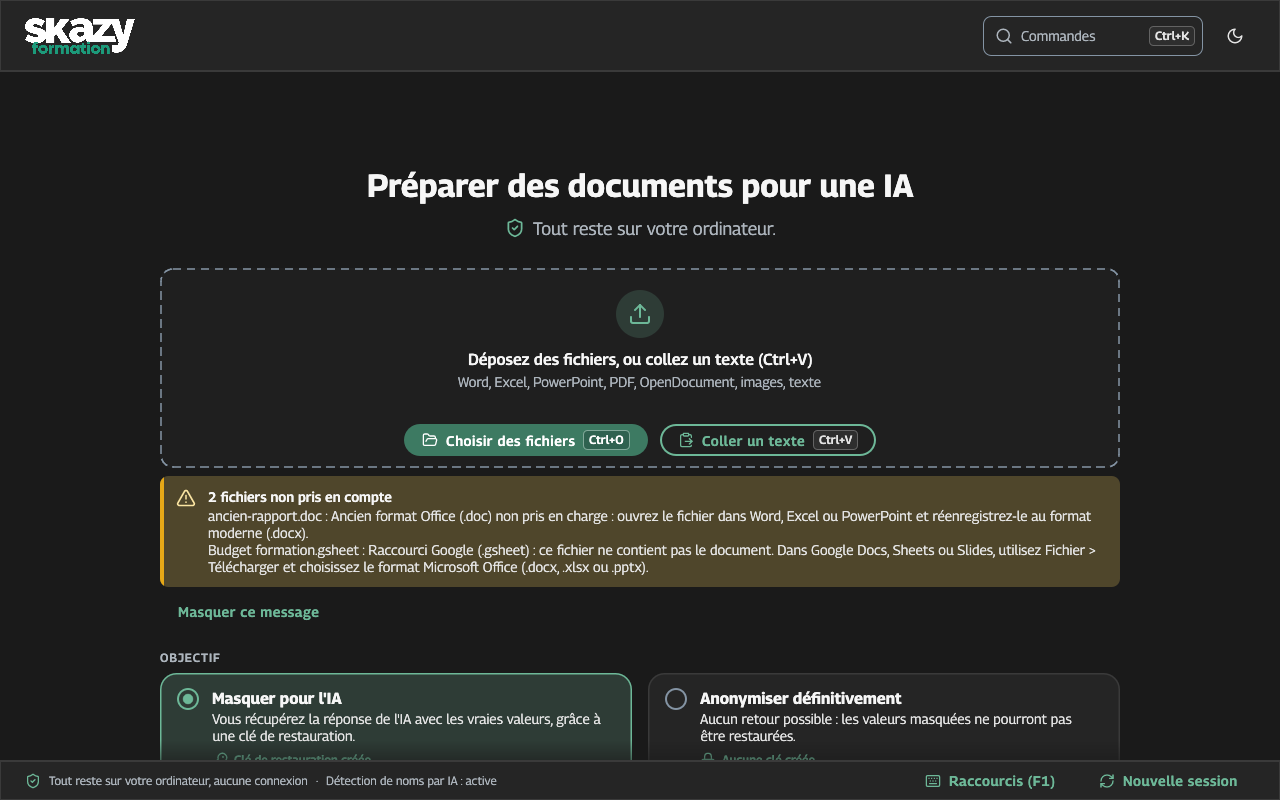 skazy
formation
Commandes Ctrl+K
Préparer des documents pour une IA
Tout reste sur votre ordinateur.
Déposez des fichiers, ou collez un texte (Ctrl+V)
Word, Excel, PowerPoint, PDF, OpenDocument, images, texte
Choisir des fichiers Ctrl+O Coller un texte Ctrl+V
2 fichiers non pris en compte
ancien-rapport.doc : Ancien format Office (.doc) non pris en charge : ouvrez le fichier dans Word, Excel ou PowerPoint et réenregistrez-le au format
moderne (.docx).
Budget formation.gsheet : Raccourci Google (.gsheet) : ce fichier ne contient pas le document. Dans Google Docs, Sheets ou Slides, utilisez Fichier >
Télécharger et choisissez le format Microsoft Office (.docx, .xlsx ou .pptx).
Masquer ce message
OBJECTIF
Masquer pour l'IA
Vous récupérez la réponse de l'IA avec les vraies valeurs, grâce à
une clé de restauration.
Clé de restauration créée
Anonymiser définitivement
Aucun retour possible : les valeurs masquées ne pourront pas
être restaurées.
Aucune clé créée
Tout reste sur votre ordinateur, aucune connexion · Détection de noms par IA : active
Raccourcis (F1) Nouvelle session